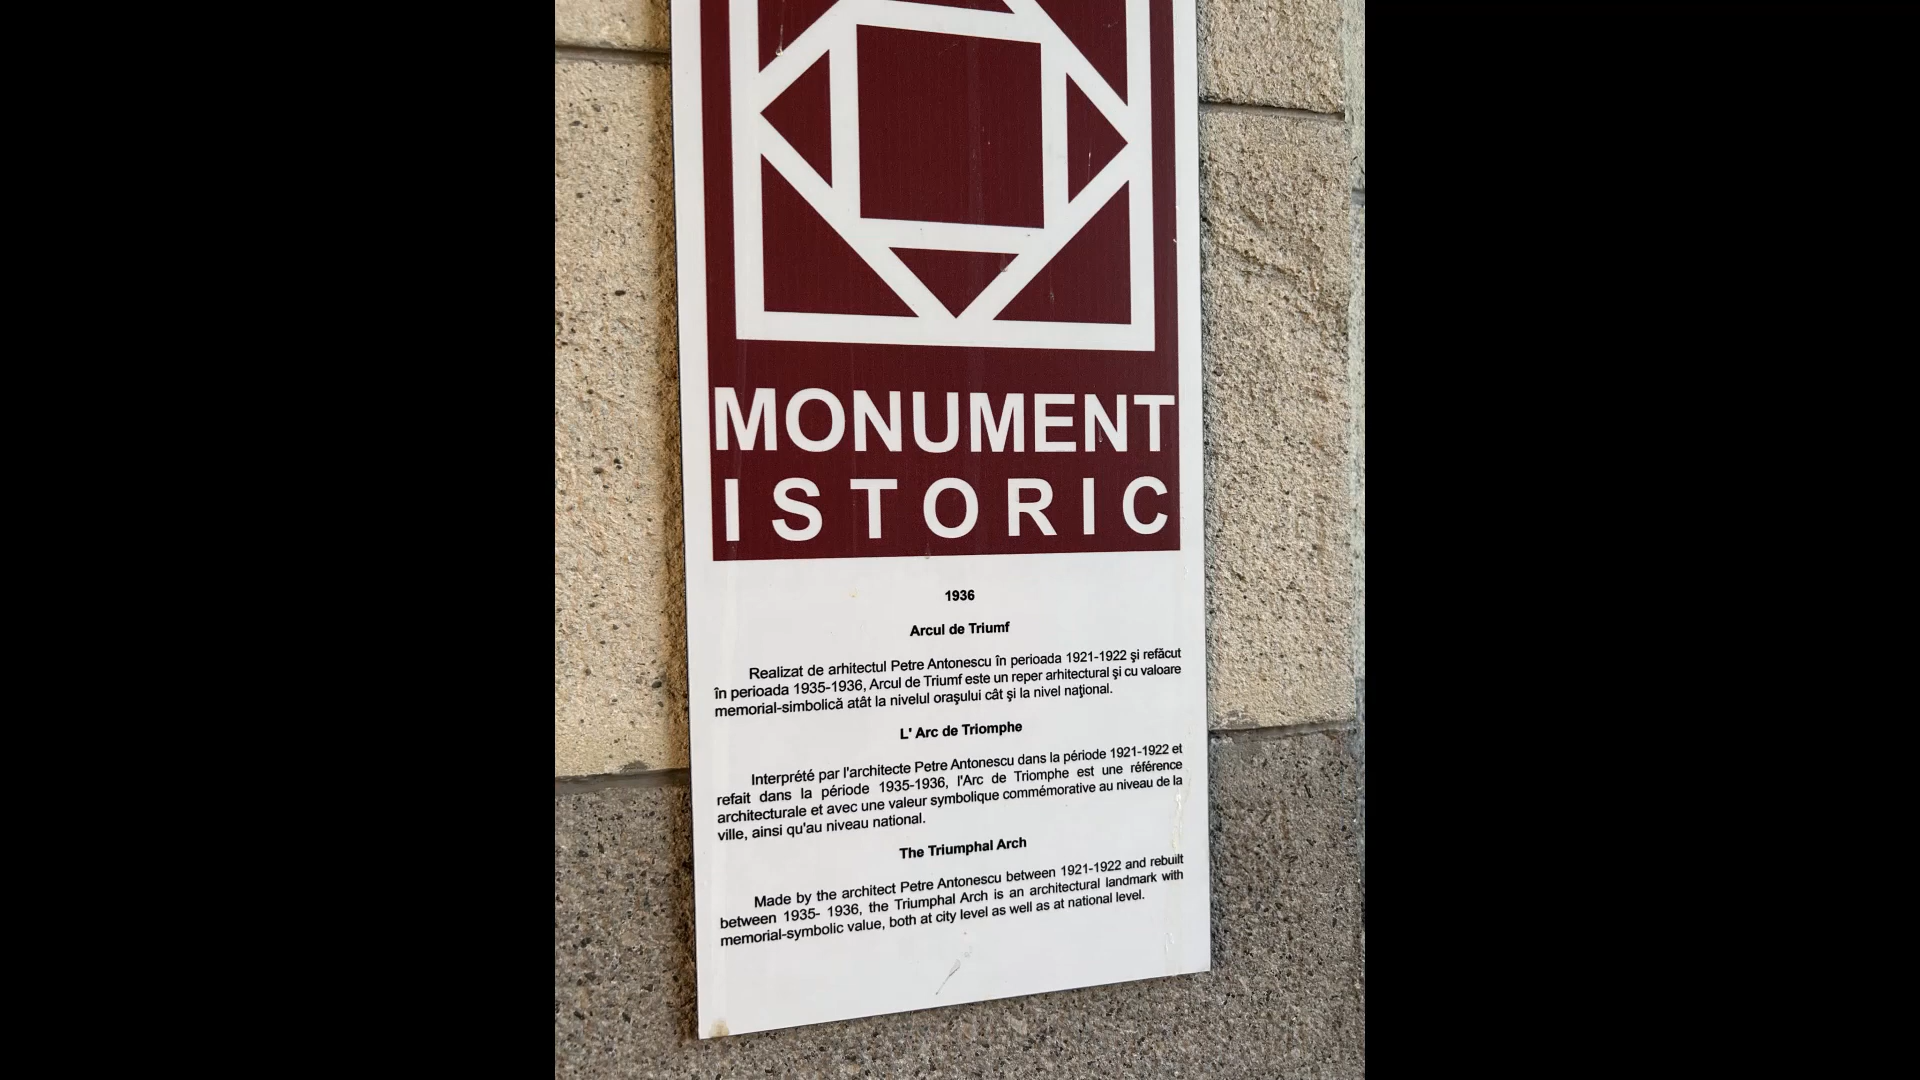 MONUMENT
ISTORIC
1936
Arcul de Triumf
Realizat de arhitectul Petre Antonescu în perioada 1921-1922 şi refăcut
în perioada 1935-1936, Arcul de Triumf este un reper arhitectural şi cu valoare
memorial-simbolică atât la nivelul oraşului cât şi la nivel naţional.
L' Arc de Triomphe
Interprété par l'architecte Petre Antonescu dans la période 1921-1922 et
refait dans la période 1935-1936, l'Arc de Triomphe est une référence
architecturale et avec une valeur symbolique commémorative au niveau de la
ville, ainsi qu'au niveau national.
The Triumphal Arch
Made by the architect Petre Antonescu between 1921-1922 and rebuilt
between 1935- 1936, the Triumphal Arch is an architectural landmark with
memorial-symbolic value, both at city level as well as at national level.